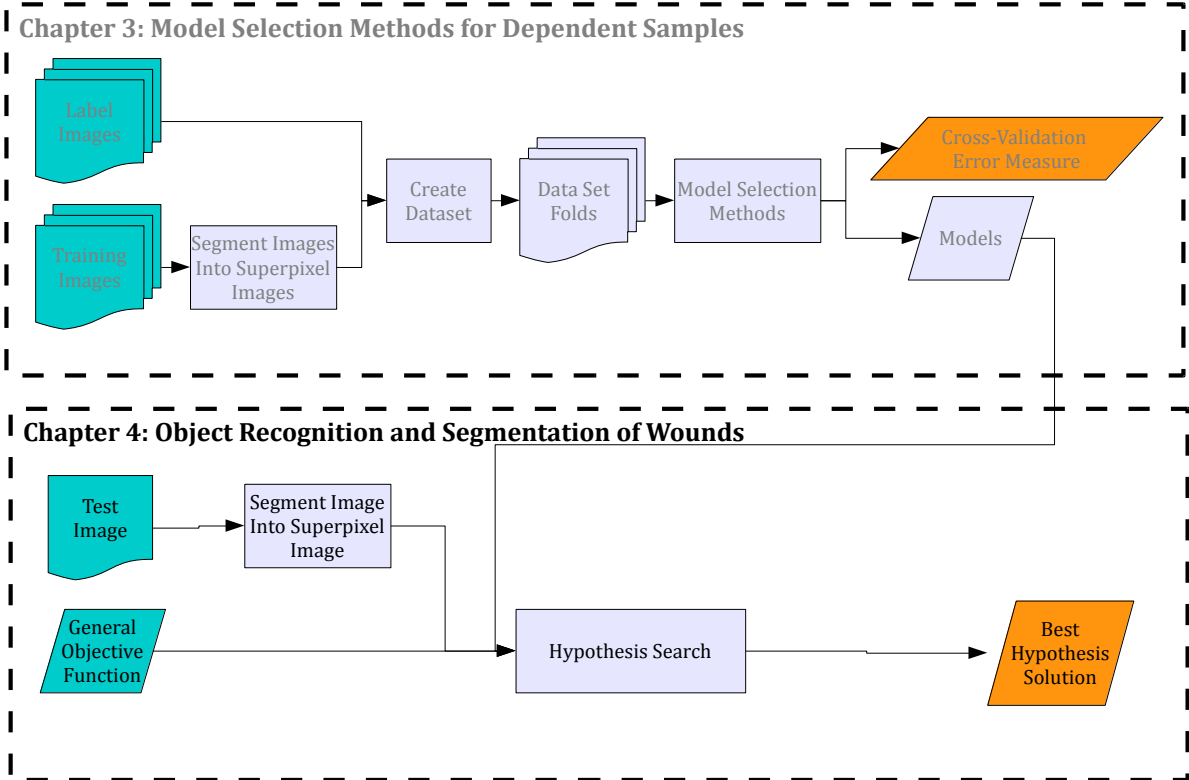 Chapter 3: Model Selection Methods for Dependent Samples
Label
Images
Training
Images
Segment Images
Into Superpixel
Images
Create
Dataset
Data Set
Folds
Model Selection
Methods
Cross-Validation
Error Measure
Models
Chapter 4: Object Recognition and Segmentation of Wounds
Test
Image
Segment Image
Into Superpixel
Image
General
Objective
Function
Hypothesis Search
Best
Hypothesis
Solution